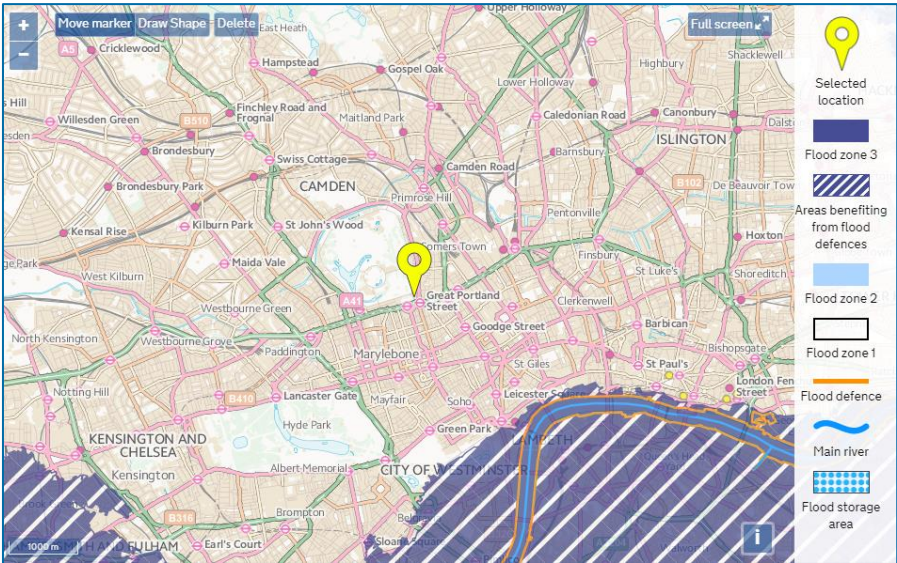 +
−
Move marker
Draw Shape
Delete
Full screen
East Heath
Upper Holloway
A5
Cricklewood
Hampstead
Gospel Oak
Highbury
Shacklewell
Lower Holloway
Finchley Road and
Frognal
Willesden Green
B510
Maitland Park
Caledonian Road
Canonbury
Brondesbury
Swiss Cottage
Camden Road
Barnsbury
ISLINGTON
Brondesbury Park
CAMDEN
Primrose Hill
B102
De Beauvoir Tow
Kensal Rise
Kilburn Park
St John's Wood
Pentonville
Hoxton
Maida Vale
Somers Town
Finsbury
St Luke's
West Kilburn
Shoreditch
A41
Great Portland
Street
Clerkenwell
Westbourne Green
North Kensington
Westbourne Grove
Paddington
Goodge Street
Barbican
Marylebone
St Giles
St Paul's
Bishopsgate
Notting Hill
B410
Lancaster Gate
Mayfair
Soho
Leicester Square
London Fen
Street
Hyde Park
Green Park
LAMBETH
KENSINGTON AND
CHELSEA
Kensington
Albert Memorial
CITY OF WESTMINSTER
Brompton
B316
Earl's Court
Sloane Square
Walworth
1000 m
AND FULHAM
i
Selected
location
Flood zone 3
Areas benefiting
from flood
defences
Flood zone 2
Flood zone 1
Flood defence
Main river
Flood storage
area